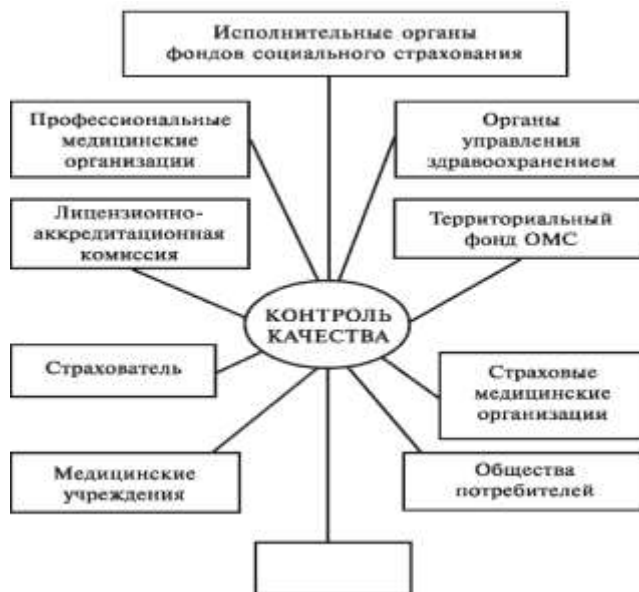 Исполнительные органы
фондов социального страхования
Профессиональные
медицинские
организации
Органы
управления
здравоохранением
Лицензионно-
аккредитационная
комиссия
Территориальный
фонд ОМС
КОНТРОЛЬ
КАЧЕСТВА
Страхователь
Страховые
медицинские
организации
Медицинские
учреждения
Общества
потребителей